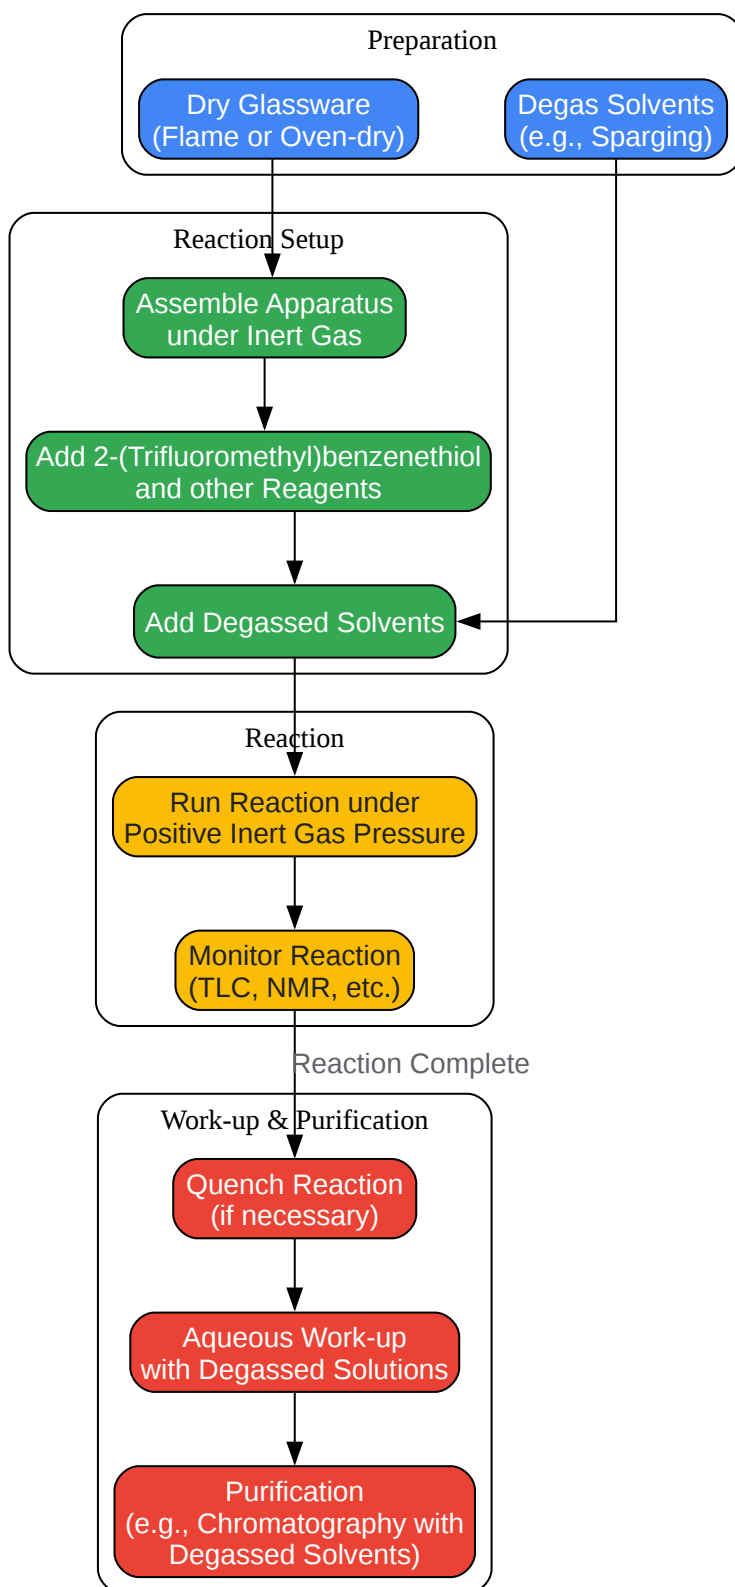 Preparation
Dry Glassware
(Flame or Oven-dry)
Degas Solvents
(e.g., Sparging)
Reaction Setup
Assemble Apparatus
under Inert Gas
Add 2-(Trifluoromethyl)benzenethiol
and other Reagents
Add Degassed Solvents
Reaction
Run Reaction under
Positive Inert Gas Pressure
Monitor Reaction
(TLC, NMR, etc.)
Reaction Complete
Work-up & Purification
Quench Reaction
(if necessary)
Aqueous Work-up
with Degassed Solutions
Purification
(e.g., Chromatography with
Degassed Solvents)